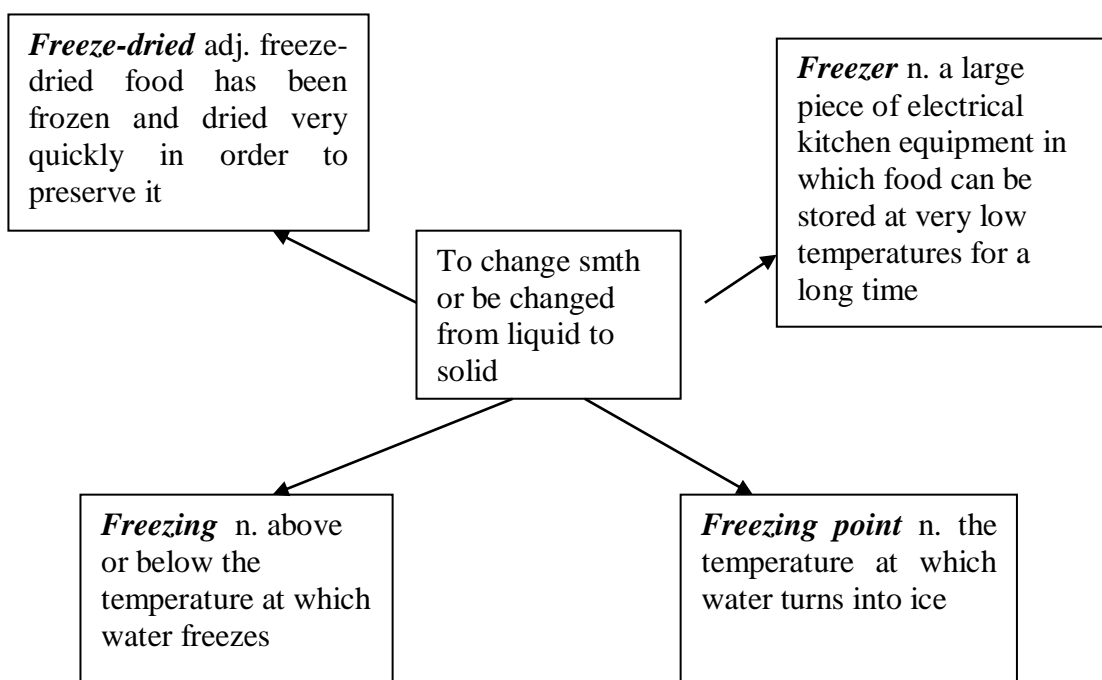 Freeze-dried adj. freeze-
dried food has been
frozen and dried very
quickly in order to
preserve it
Freezer n. a large
piece of electrical
kitchen equipment in
which food can be
stored at very low
temperatures for a
long time
To change smth
or be changed
from liquid to
solid
Freezing n. above
or below the
temperature at which
water freezes
Freezing point n. the
temperature at which
water turns into ice